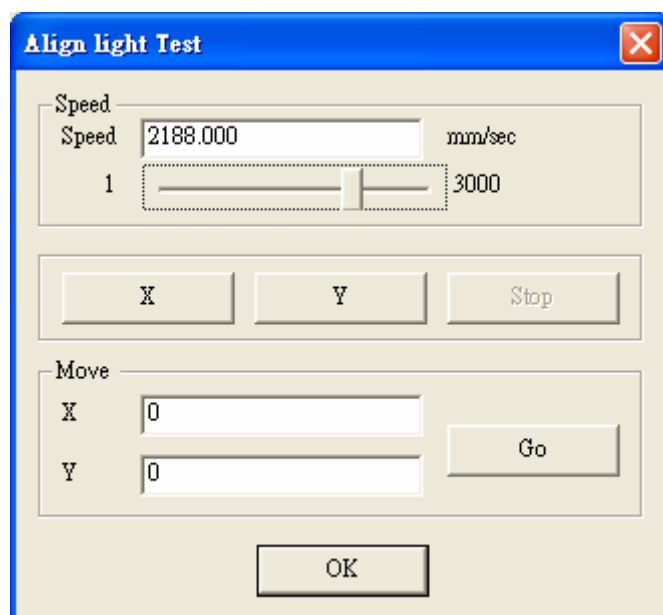 Align light Test
Speed
Speed 2188.000 mm/sec
1 3000
X Y Stop
Move
X 0
Go
Y 0
OK